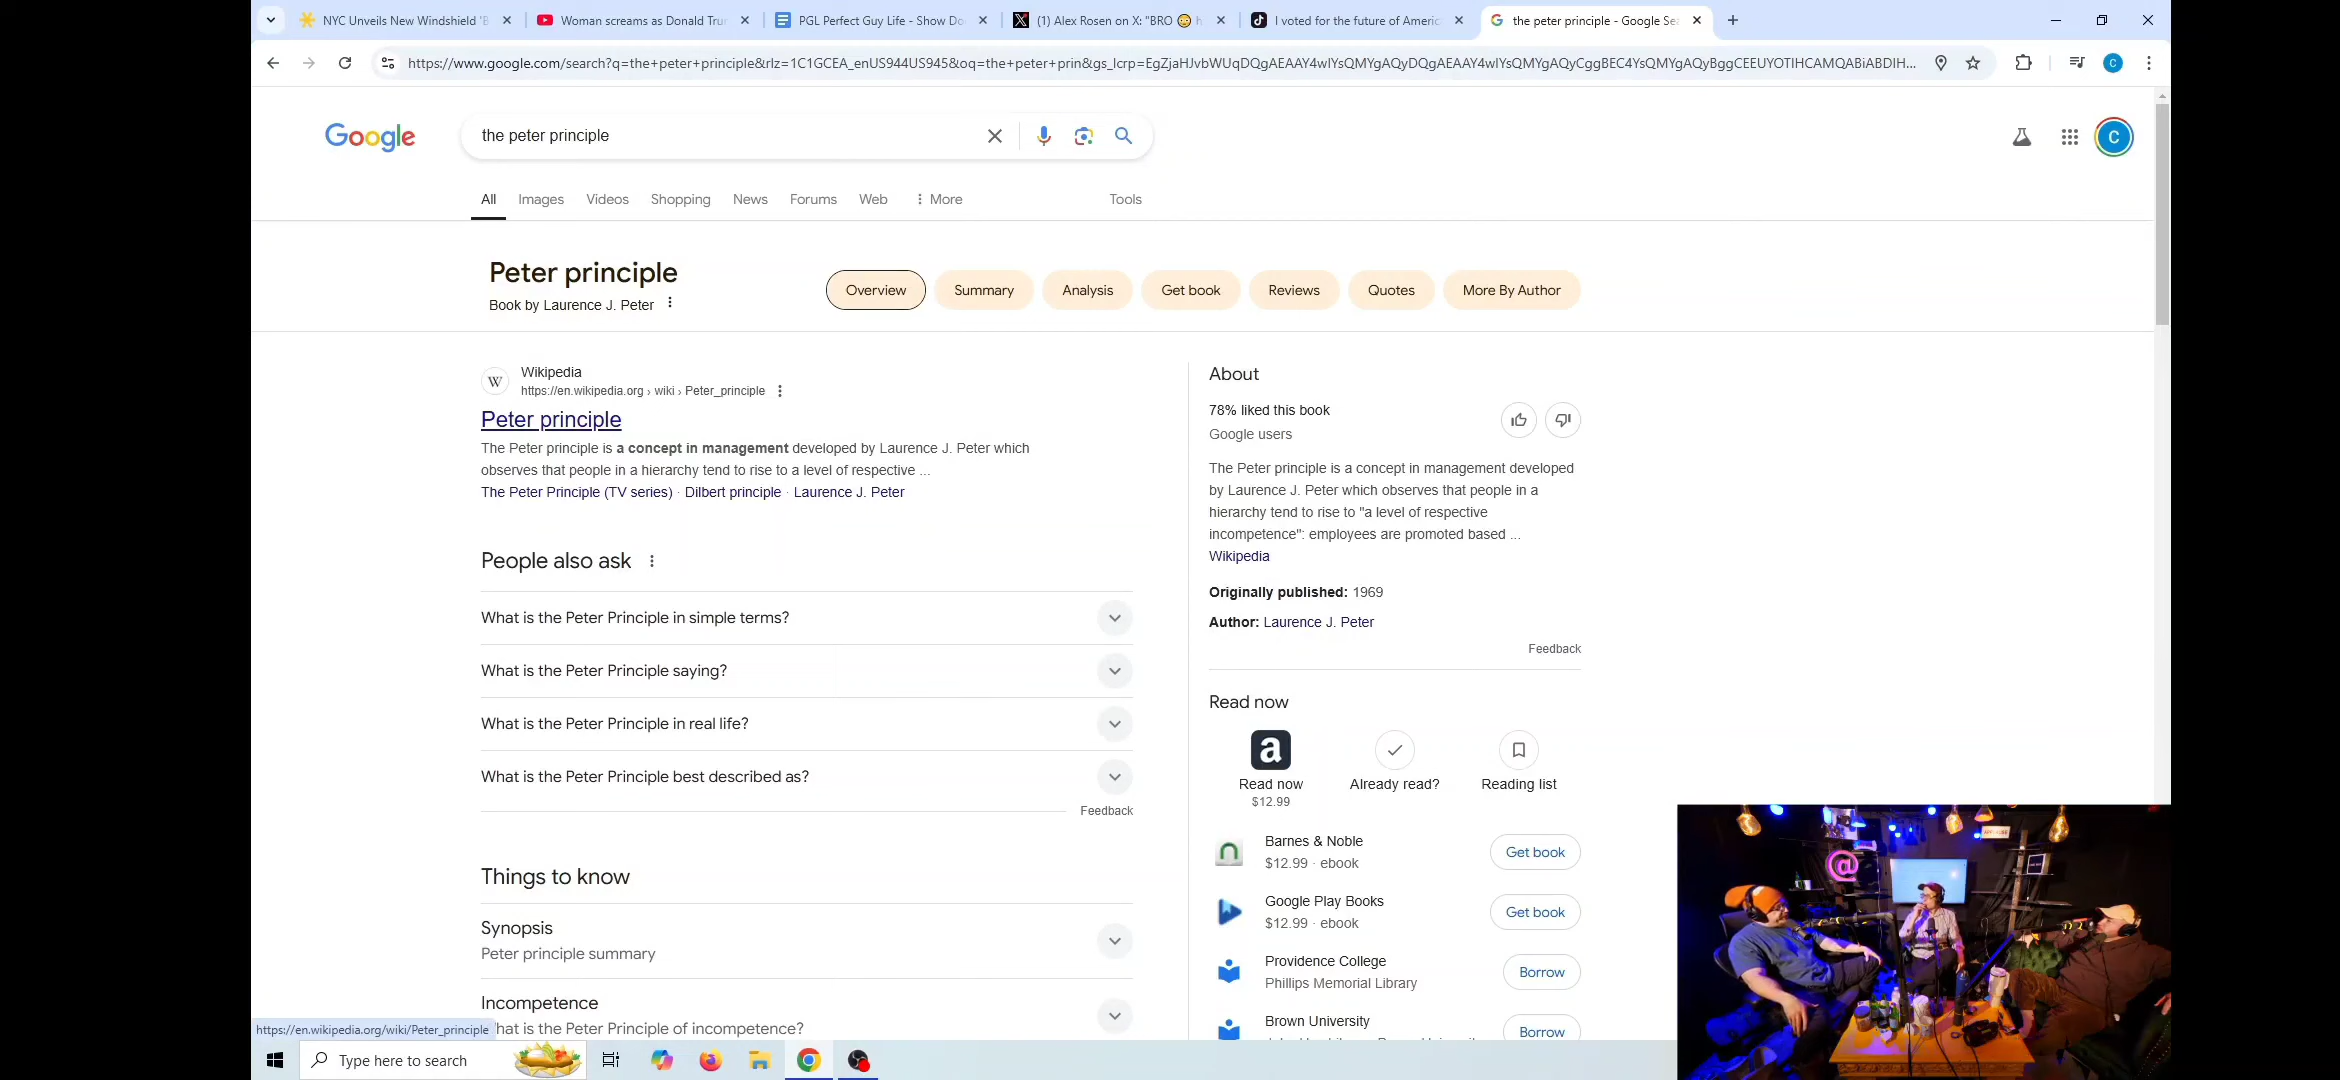 NYC Unveils New Windshield 'B
Woman screams as Donald Trur
PGL Perfect Guy Life - Show Do
(1) Alex Rosen on X: "BRO 😳 h
I voted for the future of Americ
the peter principle - Google Se
https://www.google.com/search?q=the+peter+principle&rlz=1C1GCEA_enUS944US945&oq=the+peter+prin&gs_lcrp=EgZjaHJvbWUqDQgAEAAY4wIYsQMYgAQyDQgAEAAY4wIYsQMYgAQyCggBEC4YsQMYgAQyBggCEEUYOTIHCAMQABiABDIH...
Google
the peter principle
C
All Images Videos Shopping News Forums Web More Tools
Peter principle
Book by Laurence J. Peter
Overview Summary Analysis Get book Reviews Quotes More By Author
W
Wikipedia
https://en.wikipedia.org › wiki › Peter_principle
Peter principle
The Peter principle is a concept in management developed by Laurence J. Peter which
observes that people in a hierarchy tend to rise to a level of respective ...
The Peter Principle (TV series) · Dilbert principle · Laurence J. Peter
People also ask
What is the Peter Principle in simple terms?
What is the Peter Principle saying?
What is the Peter Principle in real life?
What is the Peter Principle best described as?
Feedback
Things to know
Synopsis
Peter principle summary
Incompetence
hat is the Peter Principle of incompetence?
About
78% liked this book
Google users
The Peter principle is a concept in management developed
by Laurence J. Peter which observes that people in a
hierarchy tend to rise to "a level of respective
incompetence": employees are promoted based ...
Wikipedia
Originally published: 1969
Author: Laurence J. Peter
Feedback
Read now
a
Read now
$12.99
Already read?
Reading list
Barnes & Noble
$12.99 · ebook
Get book
Google Play Books
$12.99 · ebook
Get book
Providence College
Phillips Memorial Library
Borrow
Brown University
Borrow
@
https://en.wikipedia.org/wiki/Peter_principle
Type here to search